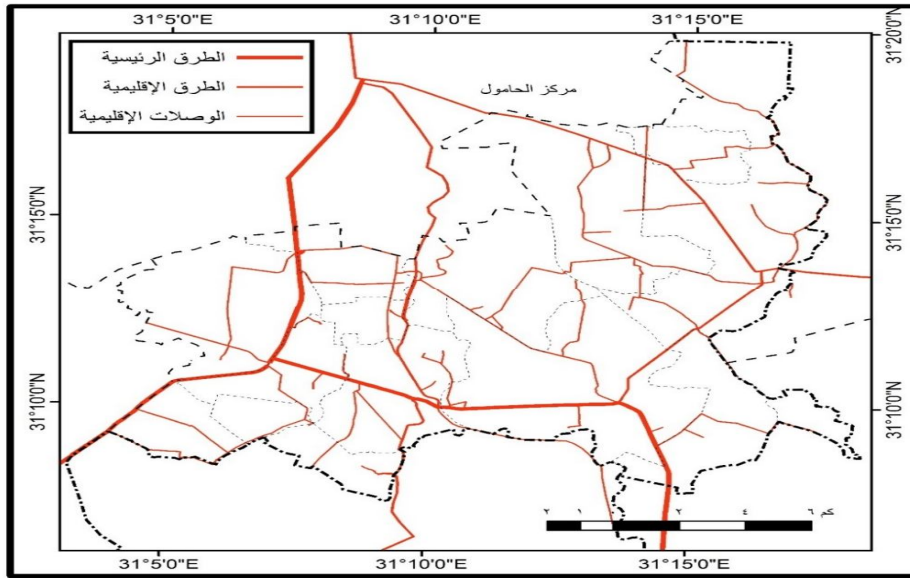 31°5'0"E
31°10'0"E
31°15'0"E
31°20'0"N
الطرق الرئيسية
الطرق الإقليمية
الوصلات الإقليمية
مركز الحامول
31°15'0"N
31°15'0"N
31°10'0"N
31°10'0"N
٢ ١ ٠ ٢ ٤ ٦ كم
31°5'0"E
31°10'0"E
31°15'0"E